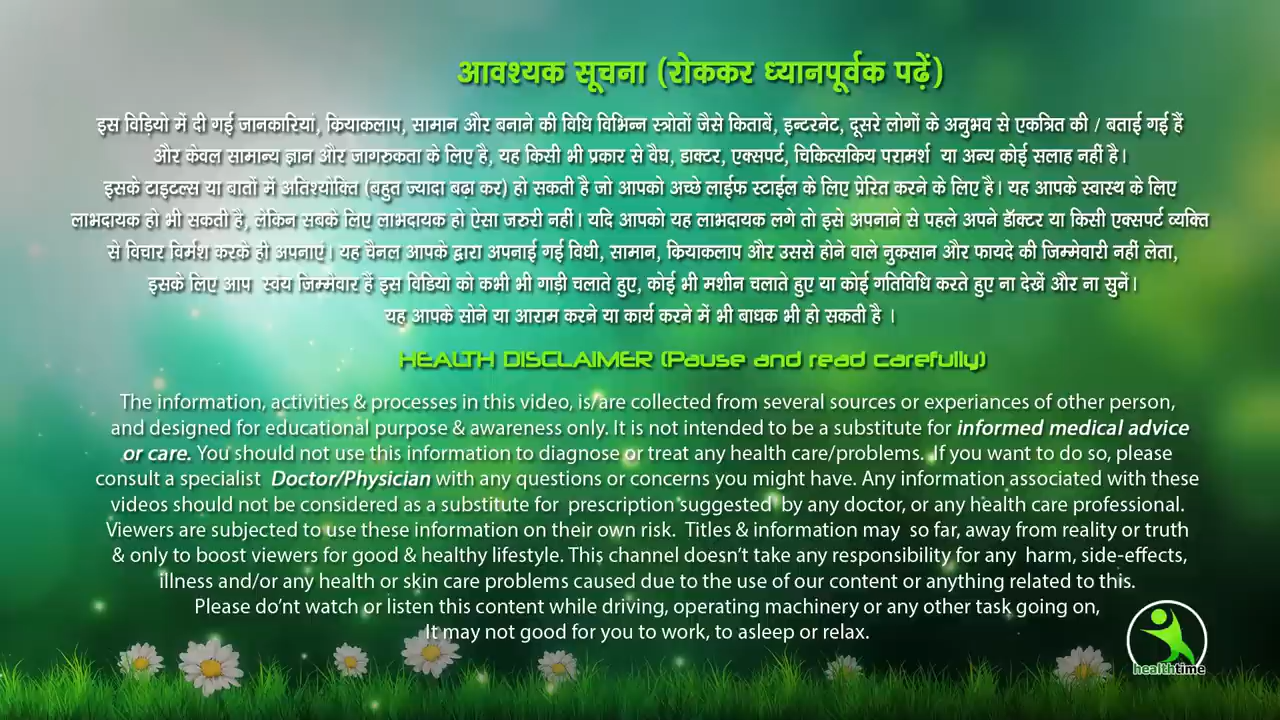 आवश्यक सूचना (रोककर ध्यानपूर्वक पढ़ें)
इस विड़ियो में दी गई जानकारियां, कियाकलाप, सामान और बनाने की विधि विभिन्न स्त्रोतों जैसे किताबें, इन्टरनेट, दूसरे लोगों के अनुभव से एकत्रित की / बताई गई हैं
और केवल सामान्य ज्ञान और जागरुकता के लिए है, यह किसी भी प्रकार से वैद्य, डाक्टर, एक्सपर्ट, चिकित्सकिय परामर्श या अन्य कोई सलाह नहीं है।
इसके टाइटल्स या बातों में अतिश्योक्ति (बहुत ज्यादा बढ़ा कर) हो सकती है जो आपको अच्छे लाईफ स्टाईल के लिए प्रेरित करने के लिए है। यह आपके स्वास्थ के लिए
लाभदायक हो भी सकती है, लेकिन सबके लिए लाभदायक हो ऐसा जरुरी नहीं। यदि आपको यह लाभदायक लगे तो इसे अपनाने से पहले अपने डॉक्टर या किसी एक्सपर्ट व्यक्ति
से विचार विर्मश करके ही अपनाएं। यह चैनल आपके द्वारा अपनाई गई विधी, सामान, कियाकलाप और उससे होने वाले नुकसान और फायदे की जिम्मेवारी नहीं लेता,
इसके लिए आप स्वंय जिम्मेवार हैं इस विडियो को कभी भी गाड़ी चलाते हुए, कोई भी मशीन चलाते हुए या कोई गतिविधि करते हुए ना देखें और ना सुनें।
यह आपके सोने या आराम करने या कार्य करने में भी बाधक भी हो सकती है ।
HEALTH DISCLAIMER (Pause and read carefully)
The information, activities & processes in this video, is/are collected from several sources or experiances of other person,
and designed for educational purpose & awareness only. It is not intended to be a substitute for informed medical advice
or care. You should not use this information to diagnose or treat any health care/problems. If you want to do so, please
consult a specialist Doctor/Physician with any questions or concerns you might have. Any information associated with these
videos should not be considered as a substitute for prescription suggested by any doctor, or any health care professional.
Viewers are subjected to use these information on their own risk. Titles & information may so far, away from reality or truth
& only to boost viewers for good & healthy lifestyle. This channel doesn't take any responsibility for any harm, side-effects,
illness and/or any health or skin care problems caused due to the use of our content or anything related to this.
Please do'nt watch or listen this content while driving, operating machinery or any other task going on,
It may not good for you to work, to asleep or relax.
healthtime